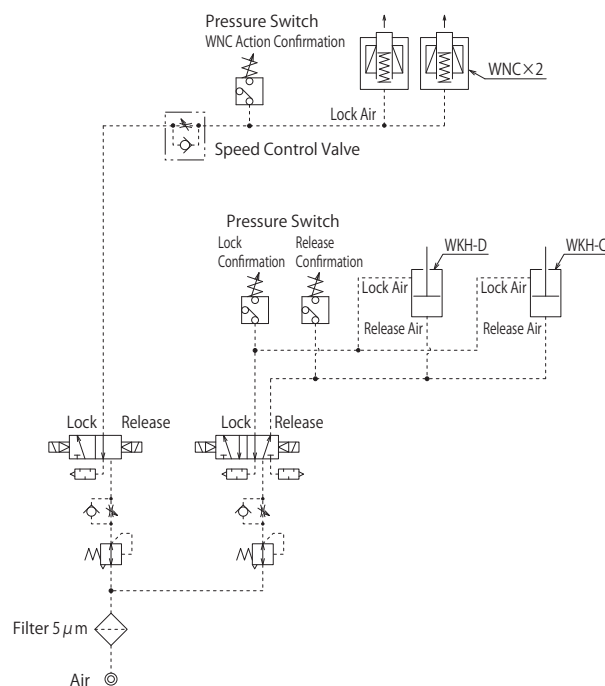 Pressure Switch
WNC Action Confirmation
WNC×2
Lock Air
Speed Control Valve
Pressure Switch
Lock
Confirmation
Release
Confirmation
WKH-D
WKH-C
Lock Air
Lock Air
Release Air
Release Air
Lock
Release
Lock
Release
Filter 5μm
Air